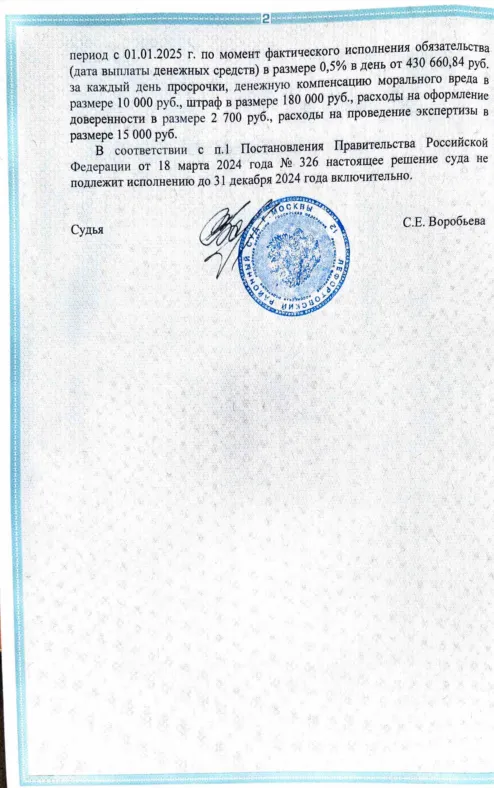 2
период с 01.01.2025 г. по момент фактического исполнения обязательства
(дата выплаты денежных средств) в размере 0,5% в день от 430 660,84 руб.
за каждый день просрочки, денежную компенсацию морального вреда в
размере 10 000 руб., штраф в размере 180 000 руб., расходы на оформление
доверенности в размере 2 700 руб., расходы на проведение экспертизы в
размере 15 000 руб.
В соответствии с п.1 Постановления Правительства Российской
Федерации от 18 марта 2024 года № 326 настоящее решение суда не
подлежит исполнению до 31 декабря 2024 года включительно.
Судья
С.Е. Воробьева
ЛЕФОРТОВСКИЙ РАЙОННЫЙ СУД Г. МОСКВЫ